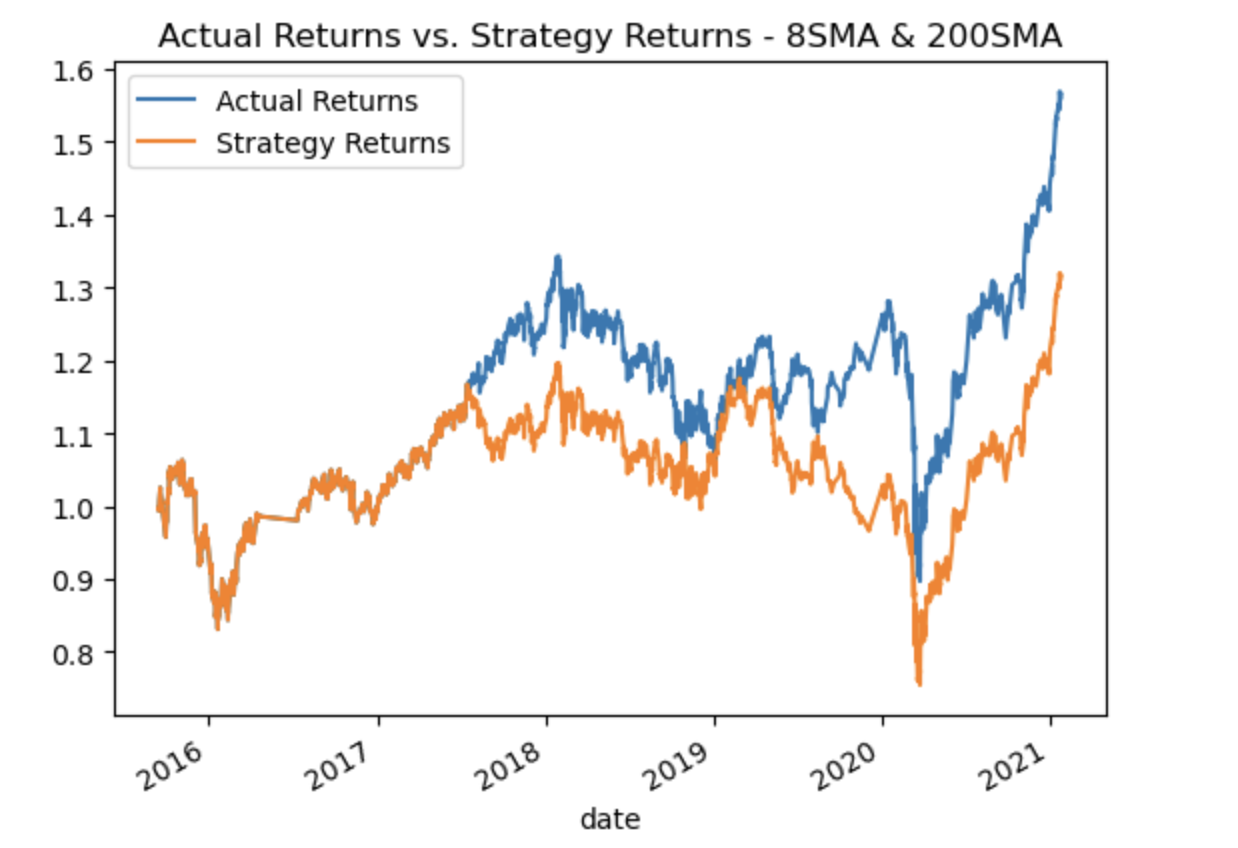 Actual Returns vs. Strategy Returns - 8SMA & 200SMA
1.6
Actual Returns
1.5
Strategy Returns
1.4
1.3
1.2
1.1
1.0
0.9
0.8
2016 2017 2018 2019 2020 2021
date